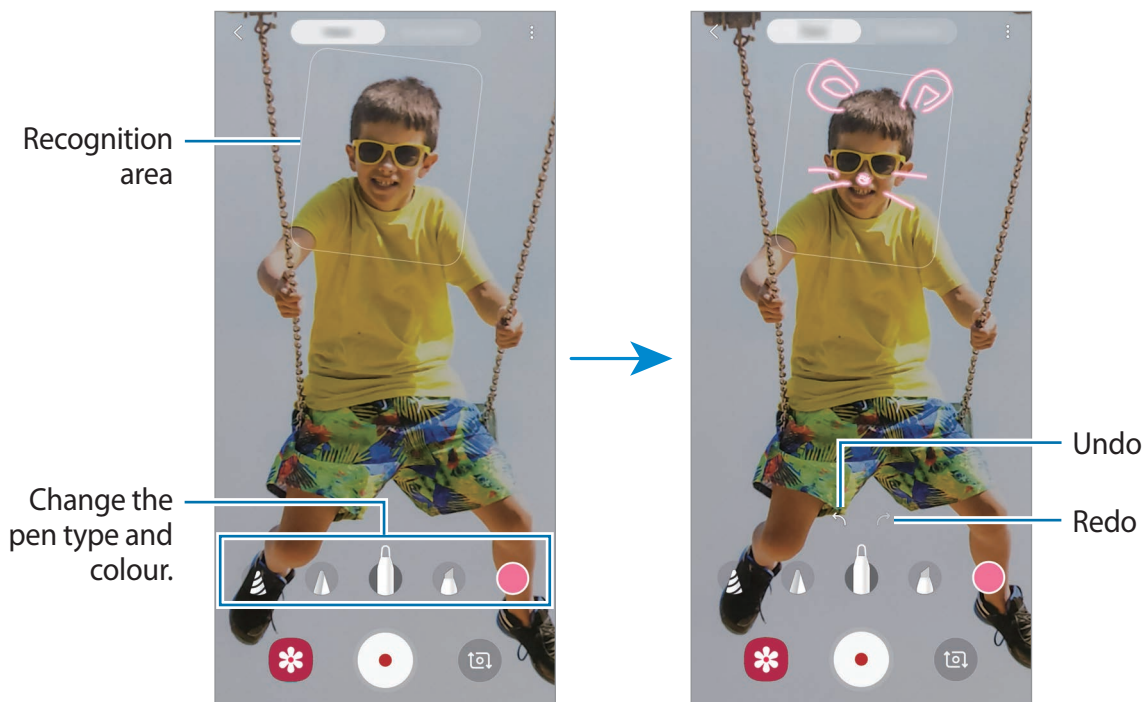 Recognition
area
Change the
pen type and
colour.
Undo
Redo